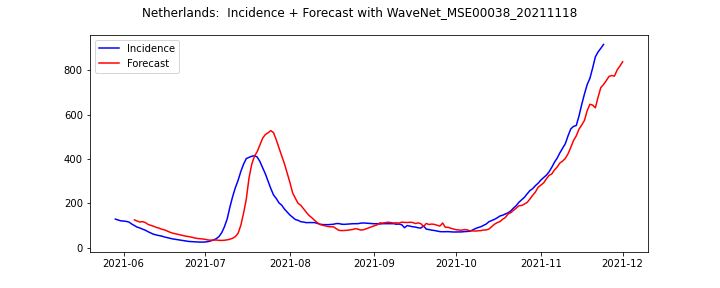 Netherlands:  Incidence + Forecast with WaveNet_MSE00038_20211118
Incidence
Forecast
800
600
400
200
0
2021-06 2021-07 2021-08 2021-09 2021-10 2021-11 2021-12